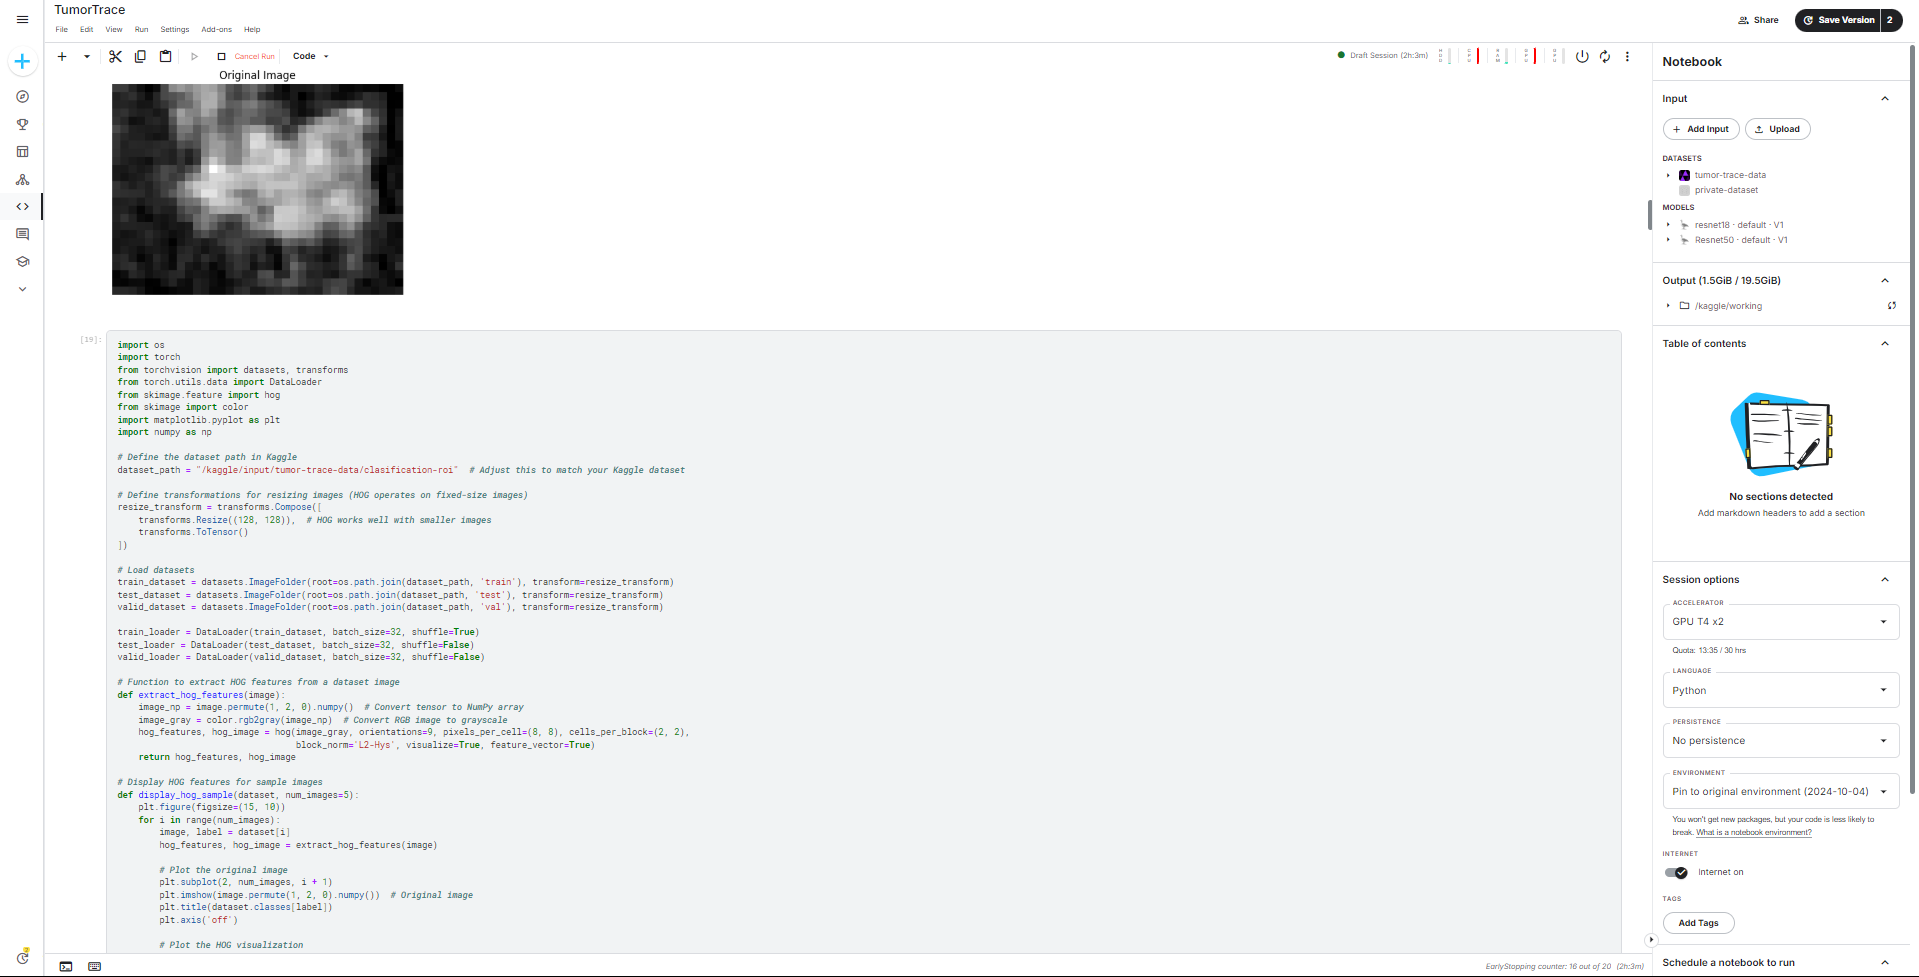 TumorTrace
File Edit View Run Settings Add-ons Help
Share
Save Version 2
Cancel Run
Code
Draft Session (2h:3m)
Original Image
[19]:
import os
import torch
from torchvision import datasets, transforms
from torch.utils.data import DataLoader
from skimage.feature import hog
from skimage import color
import matplotlib.pyplot as plt
import numpy as np
# Define the dataset path in Kaggle
dataset_path = "/kaggle/input/tumor-trace-data/clasification-roi"  # Adjust this to match your Kaggle dataset
# Define transformations for resizing images (HOG operates on fixed-size images)
resize_transform = transforms.Compose([
    transforms.Resize((128, 128)),  # HOG works well with smaller images
    transforms.ToTensor()
])
# Load datasets
train_dataset = datasets.ImageFolder(root=os.path.join(dataset_path, 'train'), transform=resize_transform)
test_dataset = datasets.ImageFolder(root=os.path.join(dataset_path, 'test'), transform=resize_transform)
valid_dataset = datasets.ImageFolder(root=os.path.join(dataset_path, 'val'), transform=resize_transform)
train_loader = DataLoader(train_dataset, batch_size=32, shuffle=True)
test_loader = DataLoader(test_dataset, batch_size=32, shuffle=False)
valid_loader = DataLoader(valid_dataset, batch_size=32, shuffle=False)
# Function to extract HOG features from a dataset image
def extract_hog_features(image):
    image_np = image.permute(1, 2, 0).numpy()  # Convert tensor to NumPy array
    image_gray = color.rgb2gray(image_np)  # Convert RGB image to grayscale
    hog_features, hog_image = hog(image_gray, orientations=9, pixels_per_cell=(8, 8), cells_per_block=(2, 2),
                                  block_norm='L2-Hys', visualize=True, feature_vector=True)
    return hog_features, hog_image
# Display HOG features for sample images
def display_hog_sample(dataset, num_images=5):
    plt.figure(figsize=(15, 10))
    for i in range(num_images):
        image, label = dataset[i]
        hog_features, hog_image = extract_hog_features(image)
        # Plot the original image
        plt.subplot(2, num_images, i + 1)
        plt.imshow(image.permute(1, 2, 0).numpy())  # Original image
        plt.title(dataset.classes[label])
        plt.axis('off')
        # Plot the HOG visualization
EarlyStopping counter: 16 out of 20 (2h:3m)
Notebook
Input
Add Input
Upload
DATASETS
tumor-trace-data
private-dataset
MODELS
resnet18 · default · V1
Resnet50 · default · V1
Output (1.5GiB / 19.5GiB)
/kaggle/working
Table of contents
No sections detected
Add markdown headers to add a section
Session options
ACCELERATOR
GPU T4 x2
Quota: 13:35 / 30 hrs
LANGUAGE
Python
PERSISTENCE
No persistence
ENVIRONMENT
Pin to original environment (2024-10-04)
You won't get new packages, but your code is less likely to
break. What is a notebook environment?
INTERNET
Internet on
TAGS
Add Tags
Schedule a notebook to run